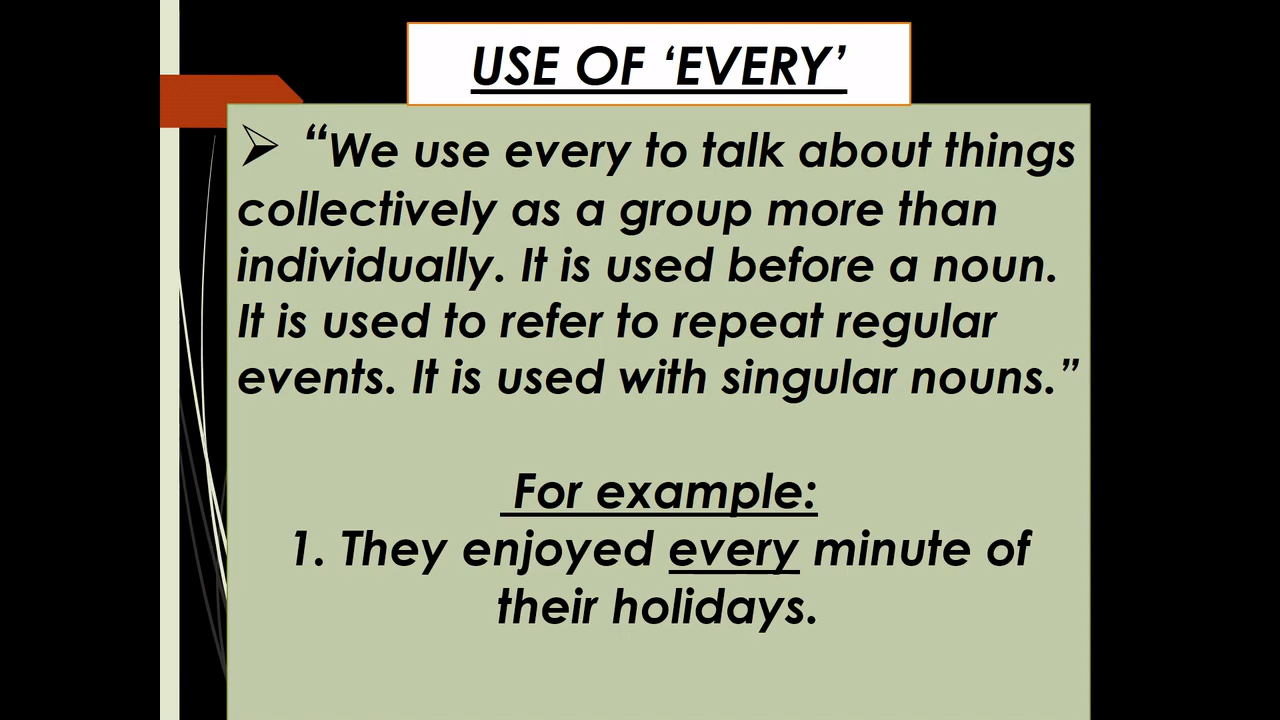 USE OF ‘EVERY’
➢ “We use every to talk about things
collectively as a group more than
individually. It is used before a noun.
It is used to refer to repeat regular
events. It is used with singular nouns.”
For example:
1. They enjoyed every minute of
their holidays.